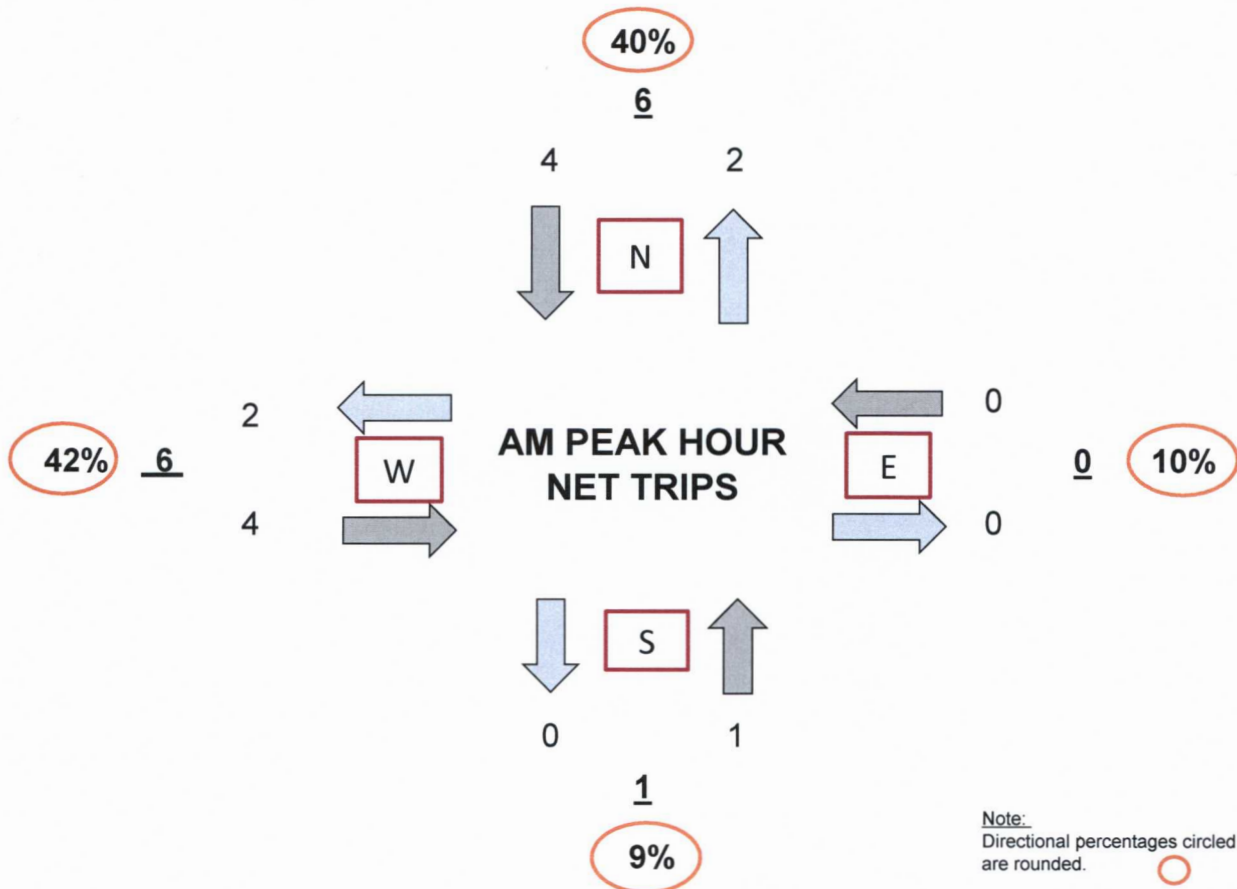 40%
6
4 2
N
2
0
AM PEAK HOUR
42% 6
W
E
0 10%
NET TRIPS
4
0
S
0 1
1
9%
Note:
Directional percentages circled
are rounded.